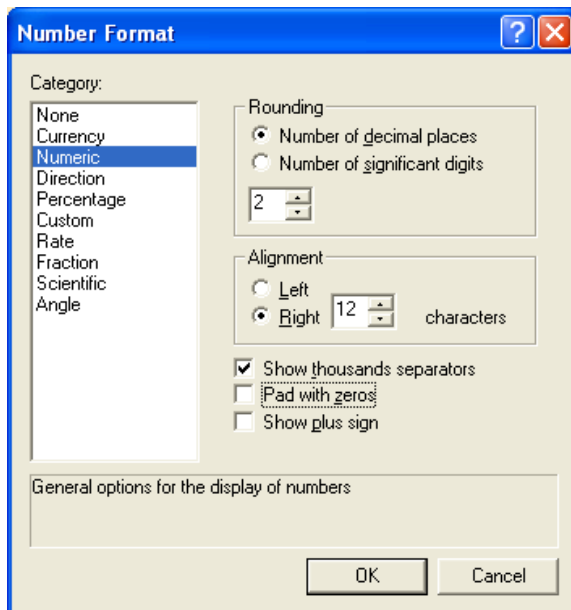 Number Format
Category:
None
Currency
Numeric
Direction
Percentage
Custom
Rate
Fraction
Scientific
Angle
Rounding
Number of decimal places
Number of significant digits
2
Alignment
Left
Right 12 characters
Show thousands separators
Pad with zeros
Show plus sign
General options for the display of numbers
OK Cancel